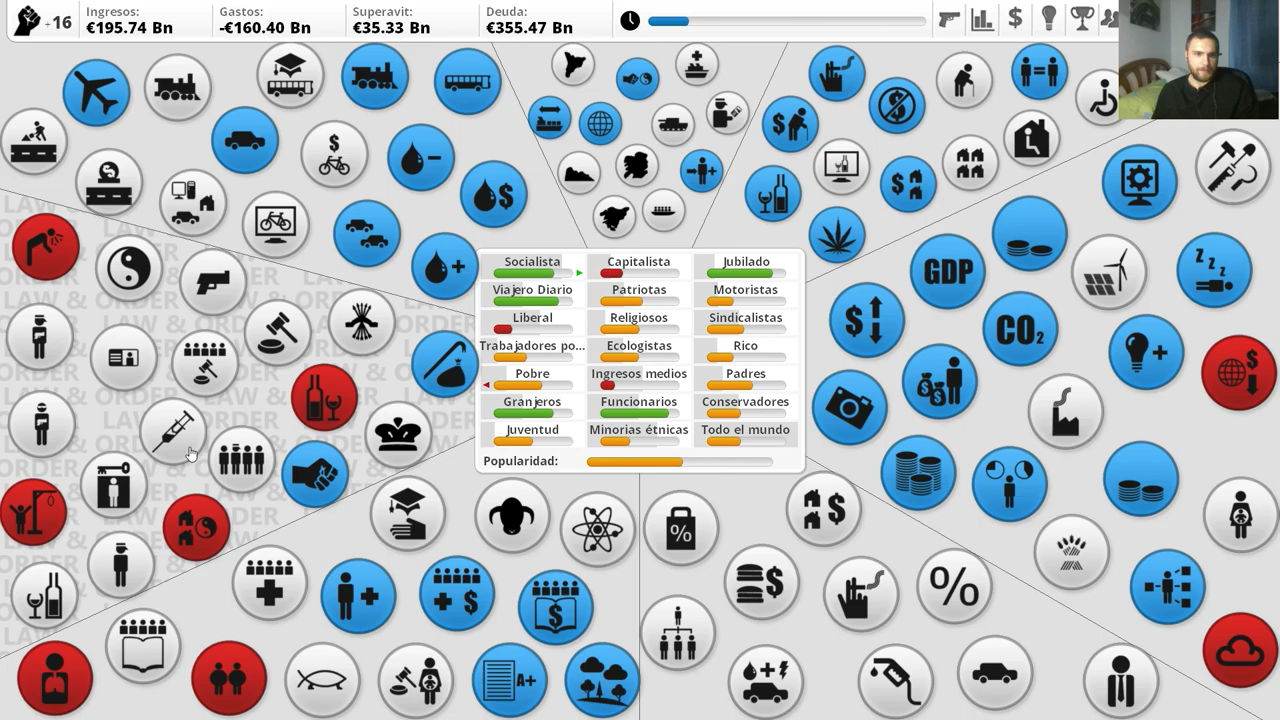 +16
Ingresos:
€195.74 Bn
Gastos:
-€160.40 Bn
Superavit:
€35.33 Bn
Deuda:
€355.47 Bn
Socialista
Capitalista
Jubilado
Viajero Diario
Patriotas
Motoristas
Liberal
Religiosos
Sindicalistas
Trabajadores po...
Ecologistas
Rico
Pobre
Ingresos medios
Padres
Granjeros
Funcionarios
Conservadores
Juventud
Minorias étnicas
Todo el mundo
Popularidad:
GDP
CO₂
Z z z
A+
%
%
LAW & ORDER